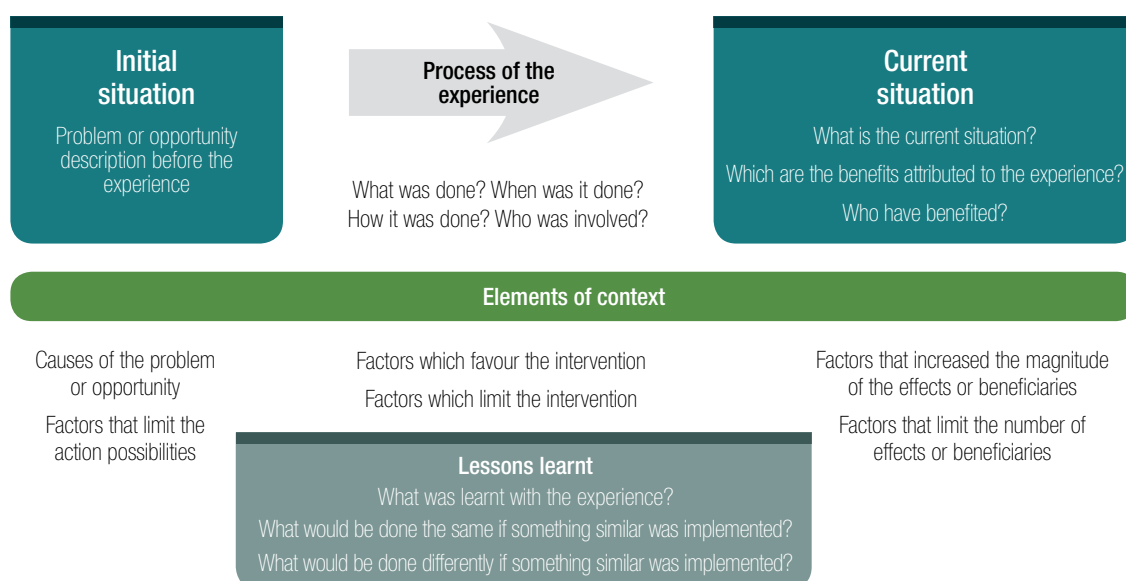 Initial
situation
Problem or opportunity
description before the
experience
Process of the
experience
What was done? When was it done?
How it was done? Who was involved?
Current
situation
What is the current situation?
Which are the benefits attributed to the experience?
Who have benefited?
Elements of context
Causes of the problem
or opportunity
Factors that limit the
action possibilities
Factors which favour the intervention
Factors which limit the intervention
Factors that increased the magnitude
of the effects or beneficiaries
Factors that limit the number of
effects or beneficiaries
Lessons learnt
What was learnt with the experience?
What would be done the same if something similar was implemented?
What would be done differently if something similar was implemented?